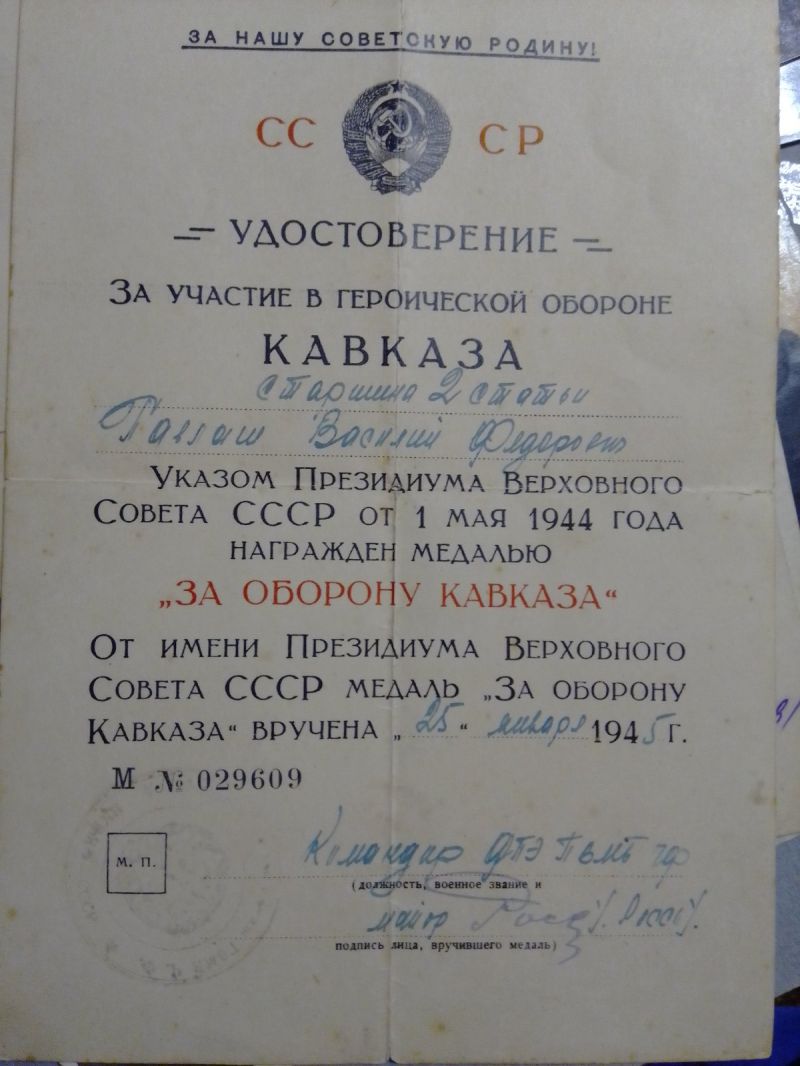 ЗА НАШУ СОВЕТСКУЮ РОДИНУ!
СС СР
УДОСТОВЕРЕНИЕ
ЗА УЧАСТИЕ В ГЕРОИЧЕСКОЙ ОБОРОНЕ
КАВКАЗА
старшина 2 статьи
Василий Федорович
УКАЗОМ ПРЕЗИДИУМА ВЕРХОВНОГО
СОВЕТА СССР ОТ 1 МАЯ 1944 ГОДА
НАГРАЖДЕН МЕДАЛЬЮ
„ЗА ОБОРОНУ КАВКАЗА“
ОТ ИМЕНИ ПРЕЗИДИУМА ВЕРХОВНОГО
СОВЕТА СССР МЕДАЛЬ „ЗА ОБОРОНУ
КАВКАЗА“ ВРУЧЕНА „25“ января 1945 г.
М № 029609
М. П.
Командир
(должность, военное звание и
майор
подпись лица, вручившего медаль)